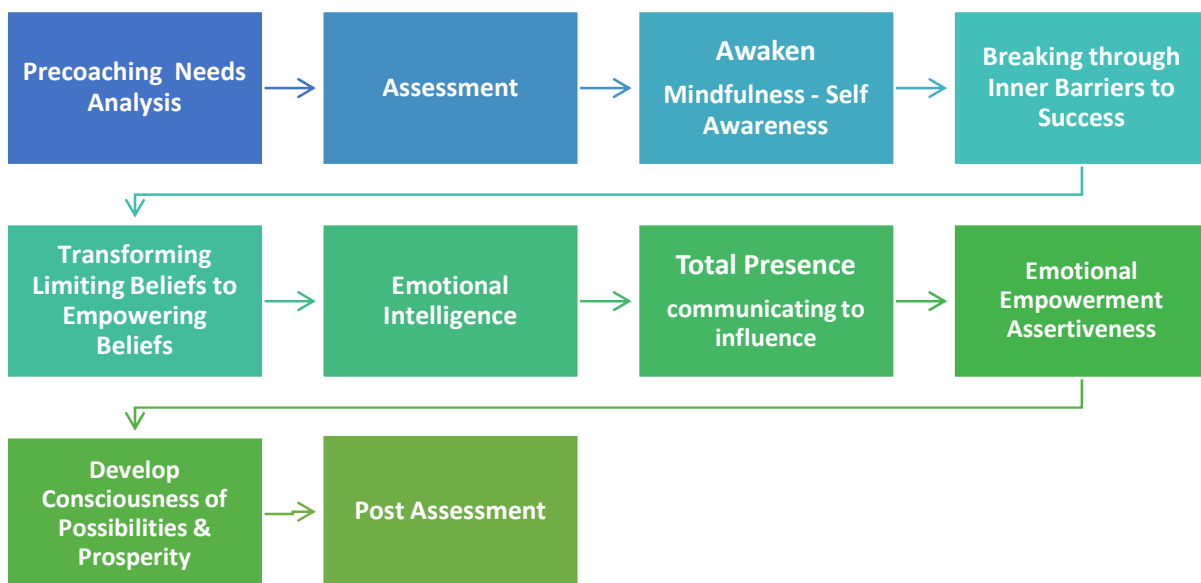 Precoaching Needs
Analysis
Assessment
Awaken
Mindfulness - Self
Awareness
Breaking through
Inner Barriers to
Success
Transforming
Limiting Beliefs to
Empowering
Beliefs
Emotional
Intelligence
Total Presence
communicating to
influence
Emotional
Empowerment
Assertiveness
Develop
Consciousness of
Possibilities &
Prosperity
Post Assessment